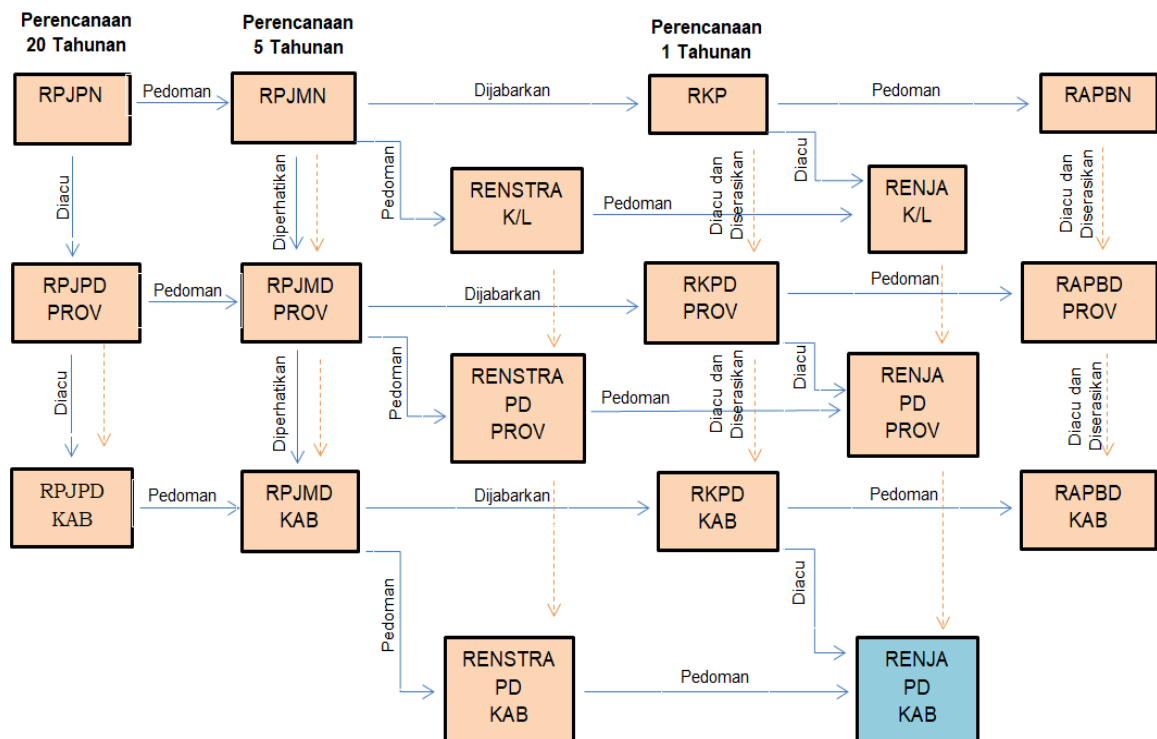 Perencanaan
20 Tahunan
Perencanaan
5 Tahunan
Perencanaan
1 Tahunan
RPJPN
Pedoman
RPJMN
Dijabarkan
RKP
Pedoman
RAPBN
Diacu
Diperhatikan
Pedoman
RENSTRA
K/L
Pedoman
Diacu dan
Diserasikan
Diacu
RENJA
K/L
Diacu dan
Diserasikan
RPJPD
PROV
Pedoman
RPJMD
PROV
Dijabarkan
RKPD
PROV
Pedoman
RAPBD
PROV
Diacu
Diperhatikan
Pedoman
RENSTRA
PD
PROV
Pedoman
Diacu dan
Diserasikan
Diacu
RENJA
PD
PROV
Diacu dan
Diserasikan
RPJPD
KAB
Pedoman
RPJMD
KAB
Dijabarkan
RKPD
KAB
Pedoman
RAPBD
KAB
Pedoman
Diacu
RENSTRA
PD
KAB
Pedoman
RENJA
PD
KAB